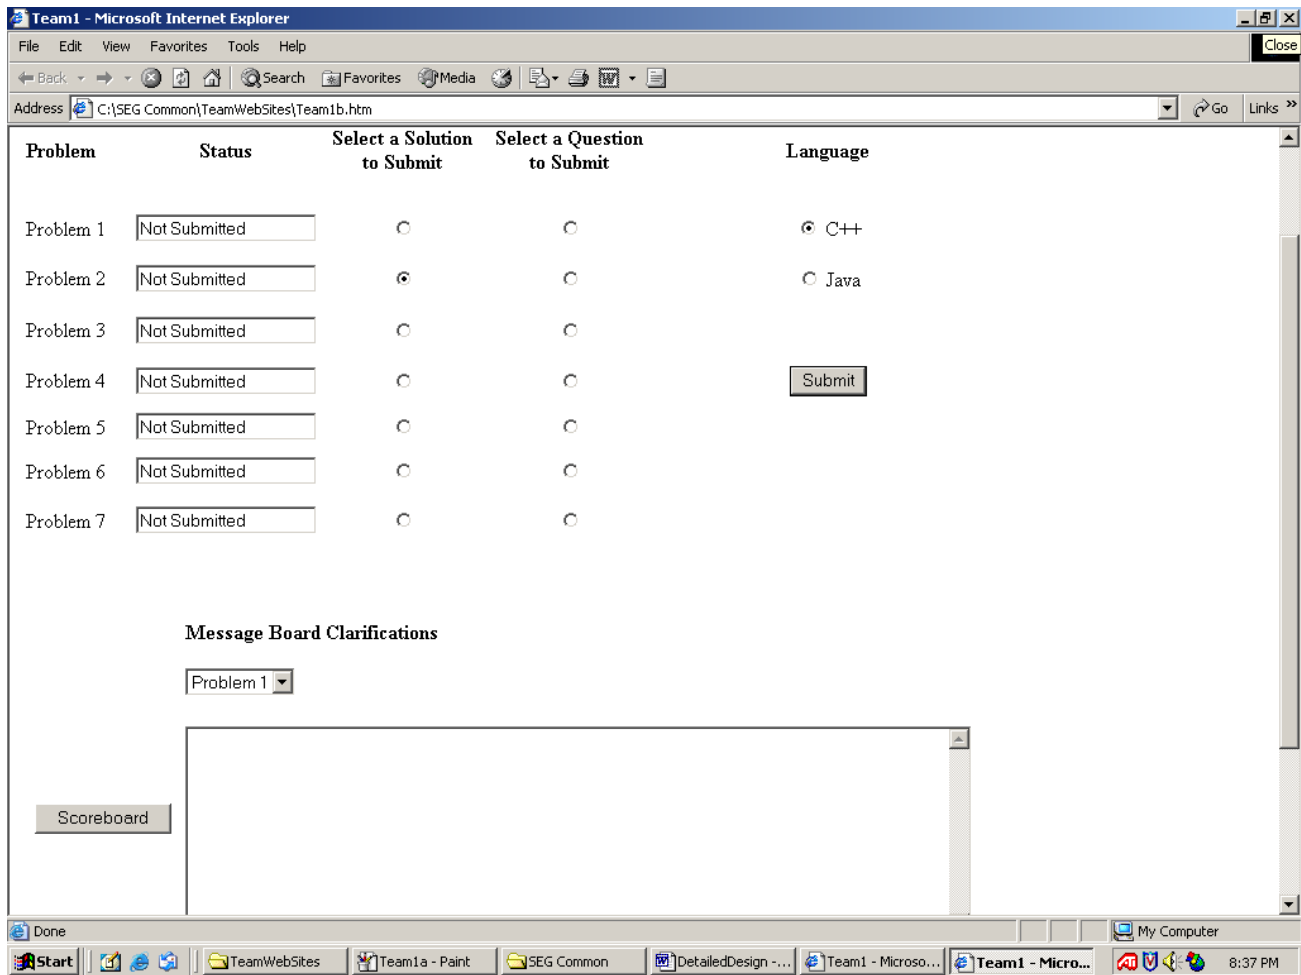 Team1 - Microsoft Internet Explorer
File Edit View Favorites Tools Help
Close
Back Search Favorites Media
Address C:\SEG Common\TeamWebSites\Team1b.htm Go Links »
Problem Status Select a Solution to Submit Select a Question to Submit Language
Problem 1 Not Submitted C++
Problem 2 Not Submitted Java
Problem 3 Not Submitted
Problem 4 Not Submitted Submit
Problem 5 Not Submitted
Problem 6 Not Submitted
Problem 7 Not Submitted
Message Board Clarifications
Problem 1
Scoreboard
Done My Computer
Start TeamWebSites Team1a - Paint SEG Common DetailedDesign -... Team1 - Microso... Team1 - Micro... 8:37 PM